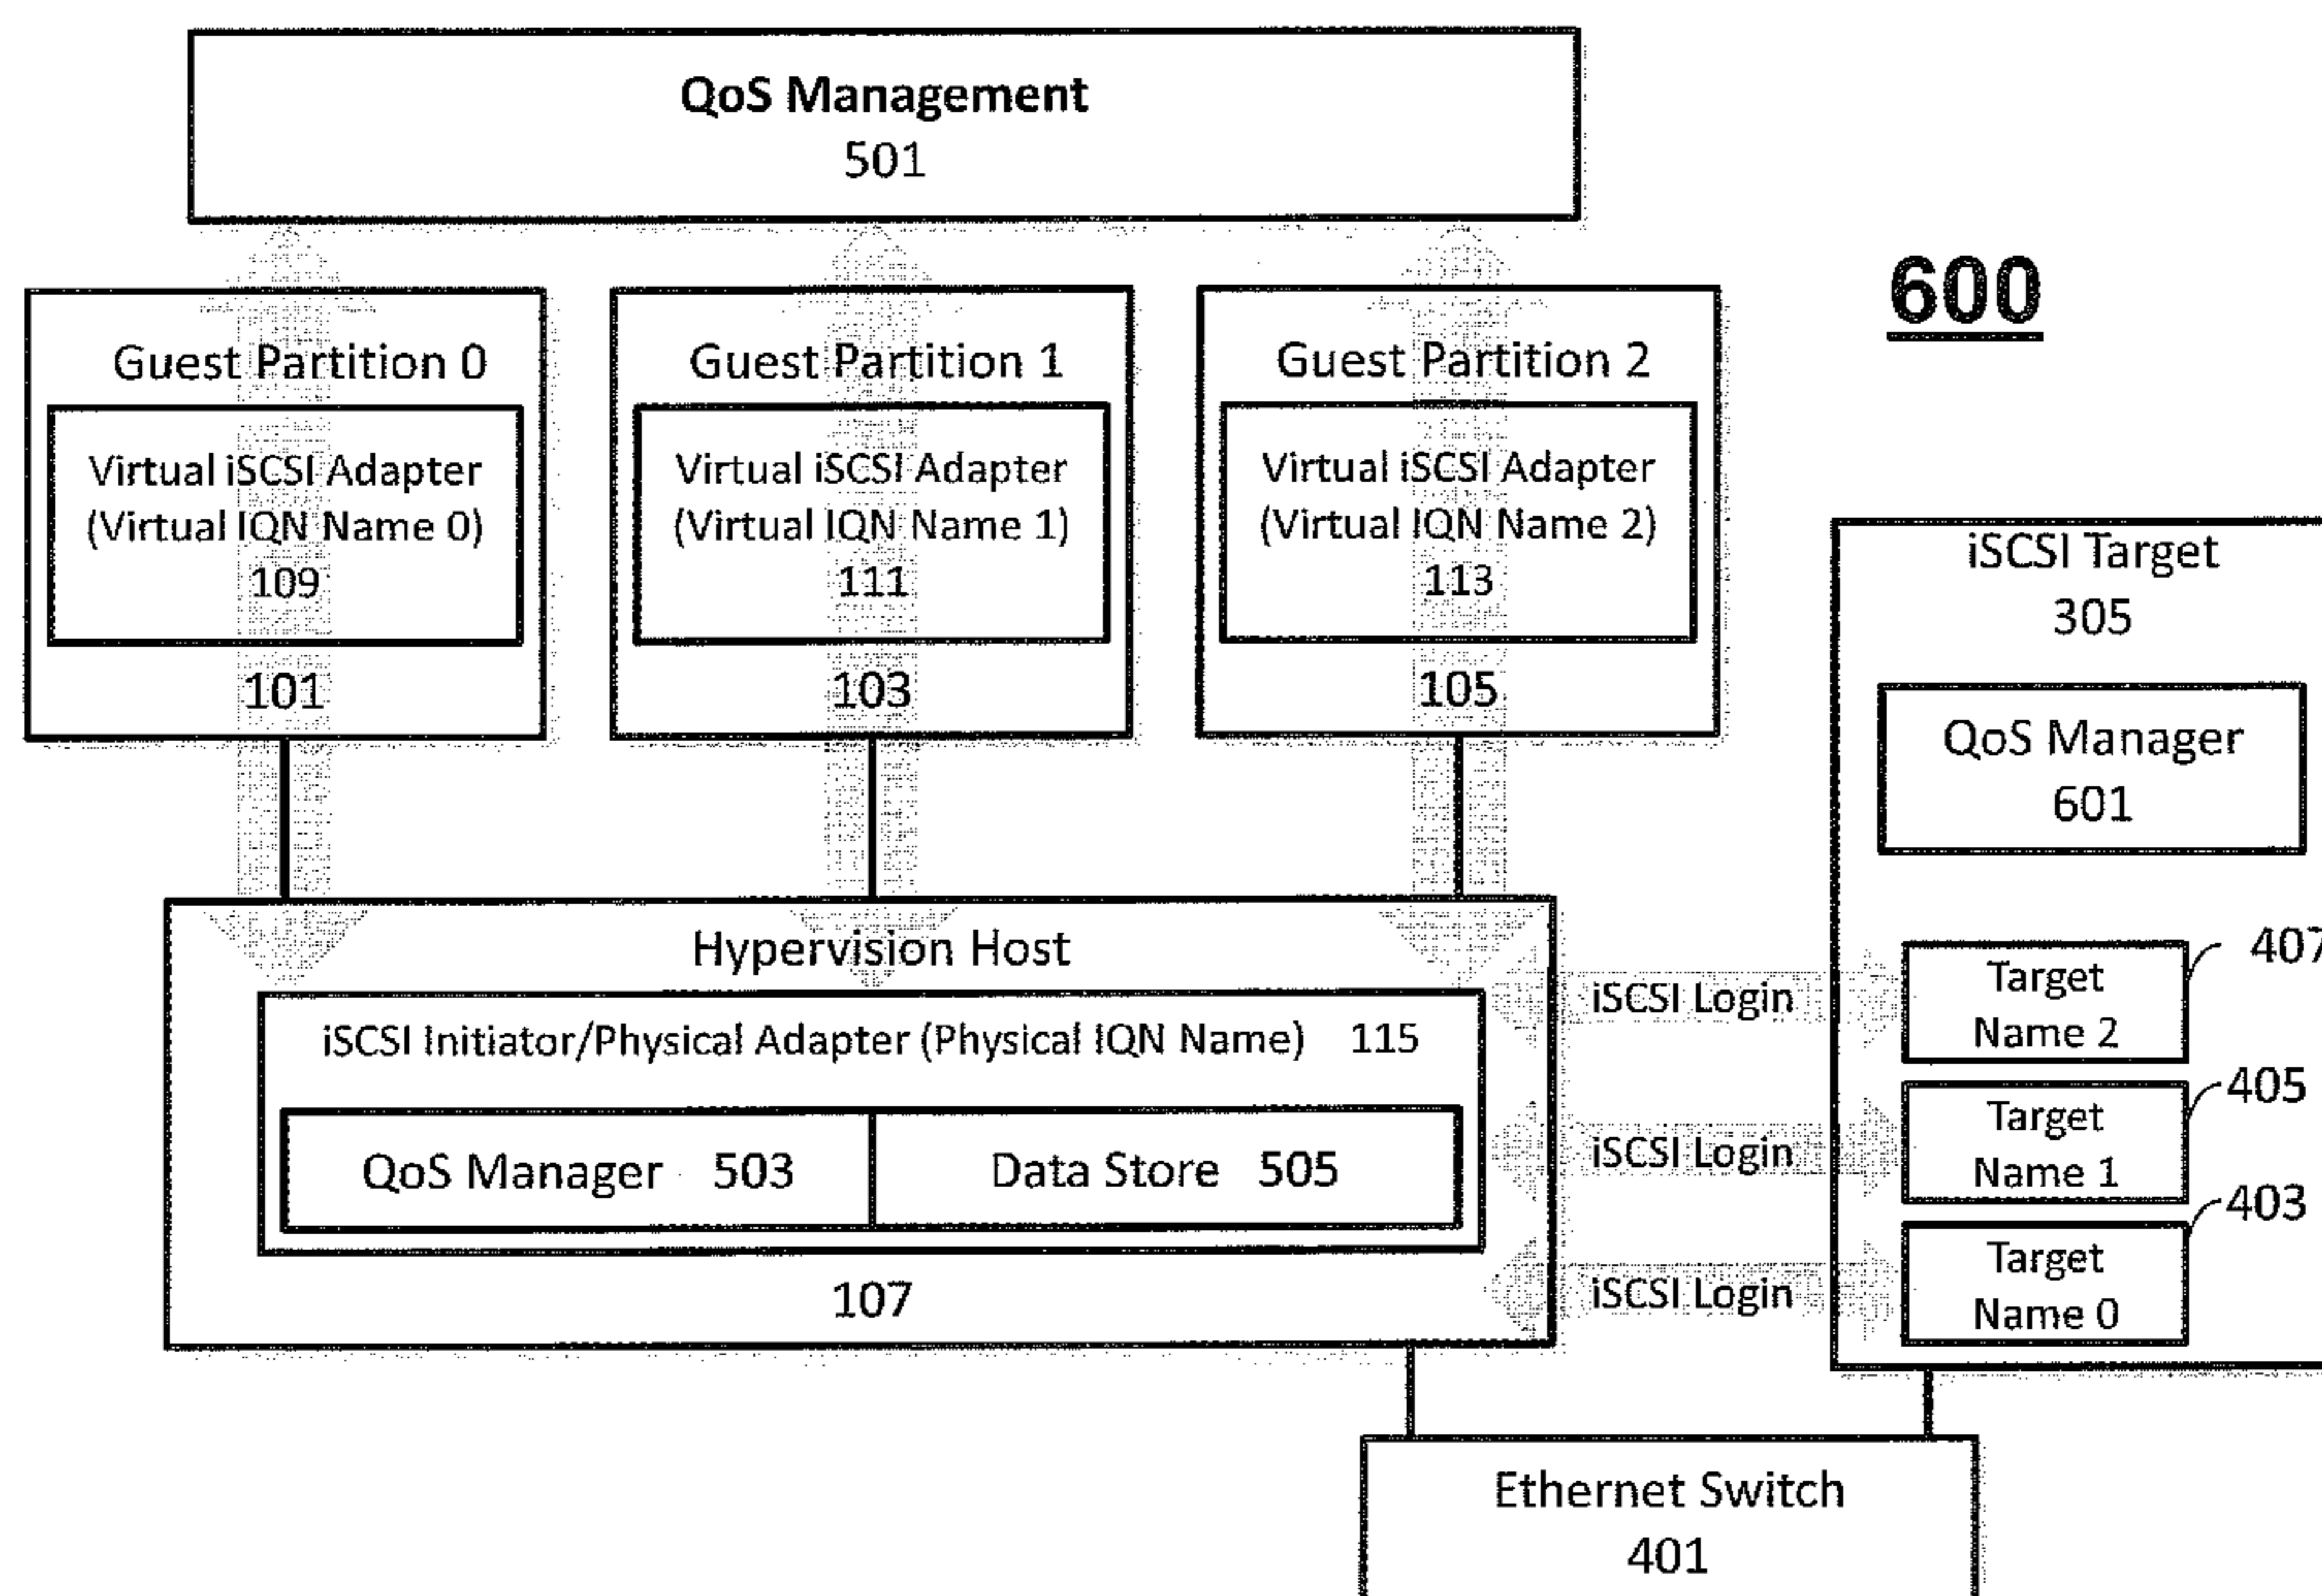 QoS Management
501
600
Guest Partition 0
Virtual iSCSI Adapter
(Virtual IQN Name 0)
109
101
Guest Partition 1
Virtual iSCSI Adapter
(Virtual IQN Name 1)
111
103
Guest Partition 2
Virtual iSCSI Adapter
(Virtual IQN Name 2)
113
105
iSCSI Target
305
QoS Manager
601
Hypervision Host
iSCSI Initiator/Physical Adapter (Physical IQN Name) 115
QoS Manager 503
Data Store 505
107
iSCSI Login
iSCSI Login
iSCSI Login
Target
Name 2
407
Target
Name 1
405
Target
Name 0
403
Ethernet Switch
401